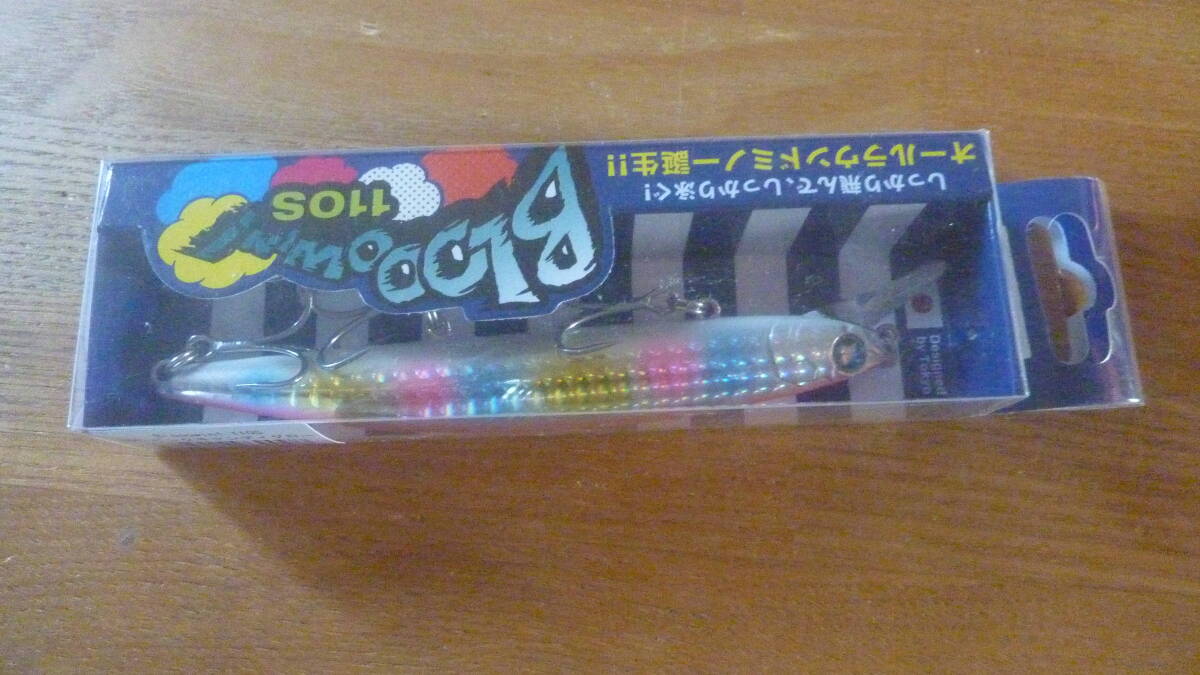 しっかり飛んで、しっかり泳ぐ!
オールラウンドミノー誕生!!
Blooowin!
110S
Designed
by Tokyo